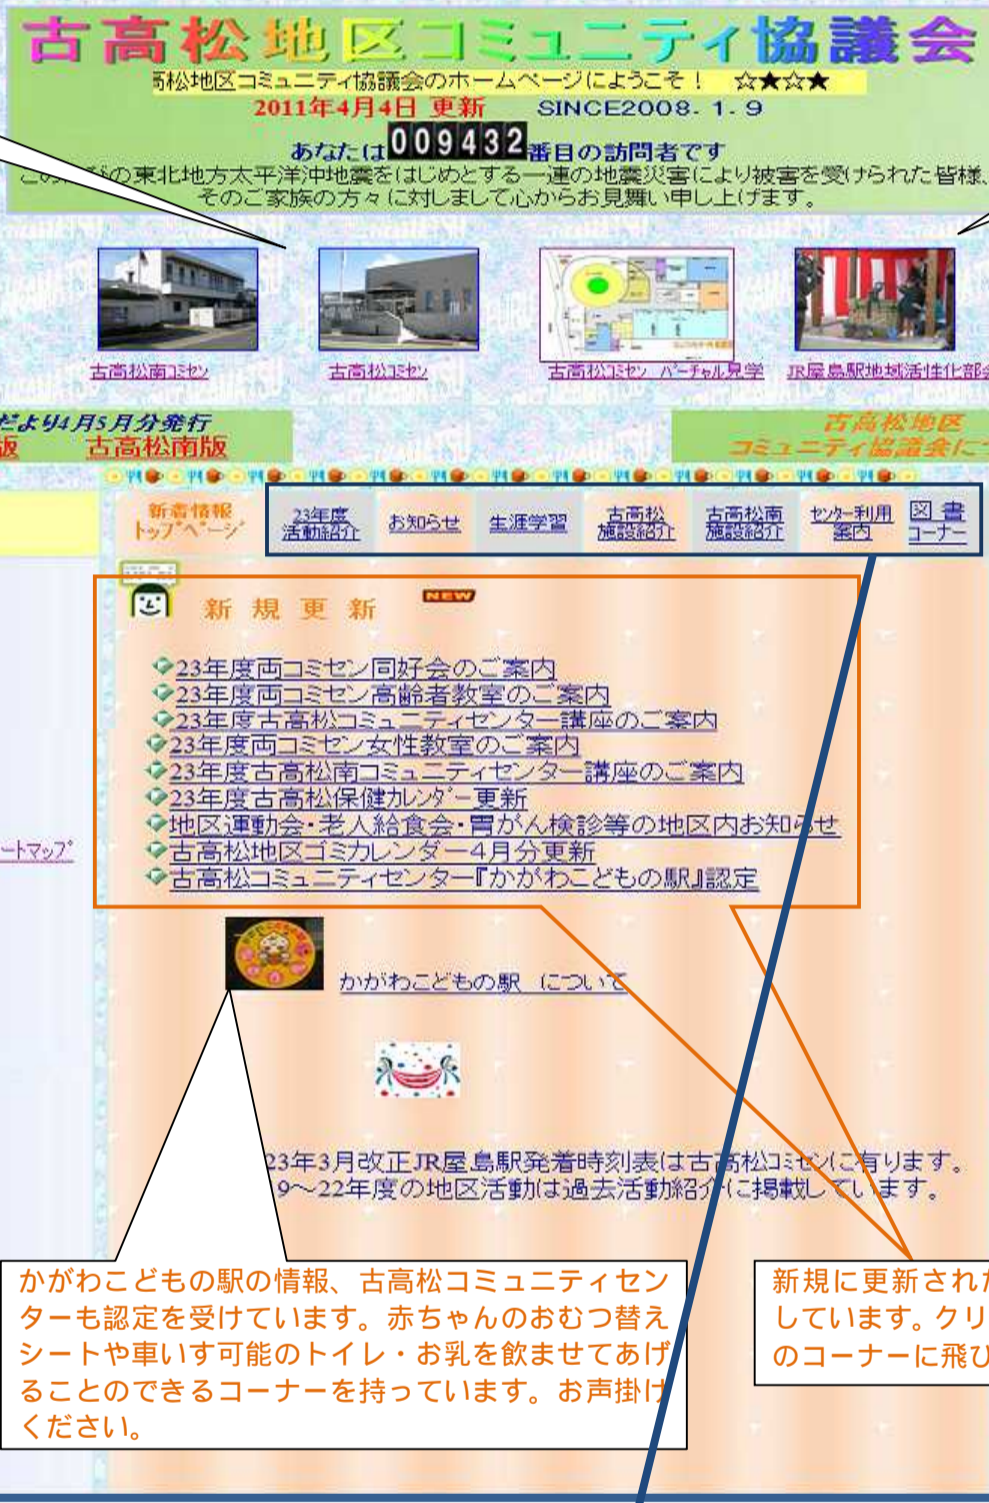 古高松地区コミュニティ協議会
高松地区コミュニティ協議会のホームページにようこそ！　☆★☆★
2011年4月4日 更新　SINCE2008.1.9
あなたは009432番目の訪問者です
の東北地方太平洋沖地震をはじめとする一連の地震災害により被害を受けられた皆様、
そのご家族の方々に対しまして心からお見舞い申し上げます。
古高松南コミセン　古高松コミセン　古高松コミセン バーチャル見学　JR屋島駅地域活性化部会
だより4月5月分発行
版　古高松南版
古高松地区
コミュニティ協議会に
新着情報
トップページ
23年度
活動紹介
お知らせ
生涯学習
古高松
施設紹介
古高松南
施設紹介
センター利用
案内
図書
コーナー
新規更新 NEW
23年度両コミセン同好会のご案内
23年度両コミセン高齢者教室のご案内
23年度古高松コミュニティセンター講座のご案内
23年度両コミセン女性教室のご案内
23年度古高松南コミュニティセンター講座のご案内
23年度古高松保健カレンダー更新
地区運動会・老人給食会・胃がん検診等の地区内お知らせ
古高松地区ゴミカレンダー4月分更新
古高松コミュニティセンター『かがわこどもの駅』認定
ートマップ
かがわこどもの駅　について
23年3月改正JR屋島駅発着時刻表は古高松コミセンに有ります。
9～22年度の地区活動は過去活動紹介に掲載しています。
かがわこどもの駅の情報、古高松コミュニティセン
ターも認定を受けています。赤ちゃんのおむつ替え
シートや車いす可能のトイレ・お乳を飲ませてあげ
ることのできるコーナーを持っています。お声掛け
ください。
新規に更新された
しています。クリ
のコーナーに飛び